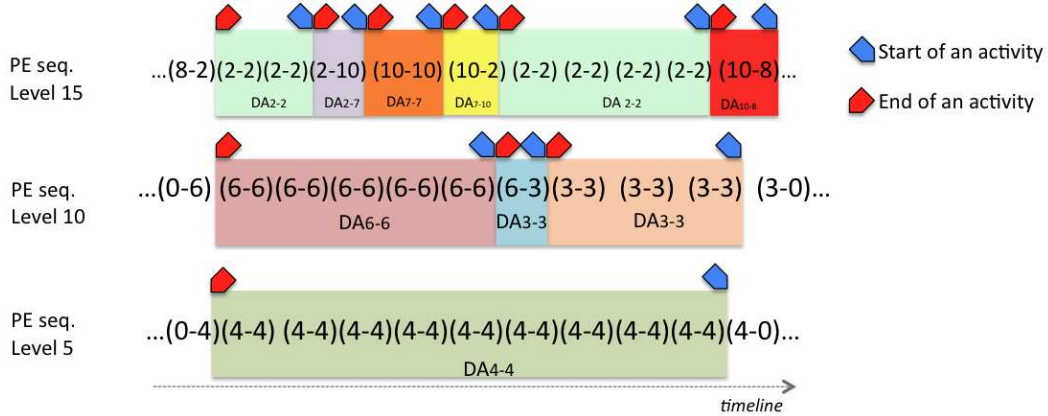 PE seq.
Level 15
...(8-2)(2-2)(2-2)(2-10) (10-10) (10-2) (2-2) (2-2) (2-2) (2-2) (10-8)...
DA2-2 DA2-7 DA7-7 DA7-10 DA 2-2 DA10-8
Start of an activity
End of an activity
PE seq.
Level 10
...(0-6) (6-6)(6-6)(6-6)(6-6)(6-6)(6-3)(3-3) (3-3) (3-3) (3-0)...
DA6-6 DA3-3 DA3-3
PE seq.
Level 5
...(0-4)(4-4) (4-4)(4-4)(4-4)(4-4)(4-4)(4-4)(4-4)(4-4)(4-0)...
DA4-4
timeline